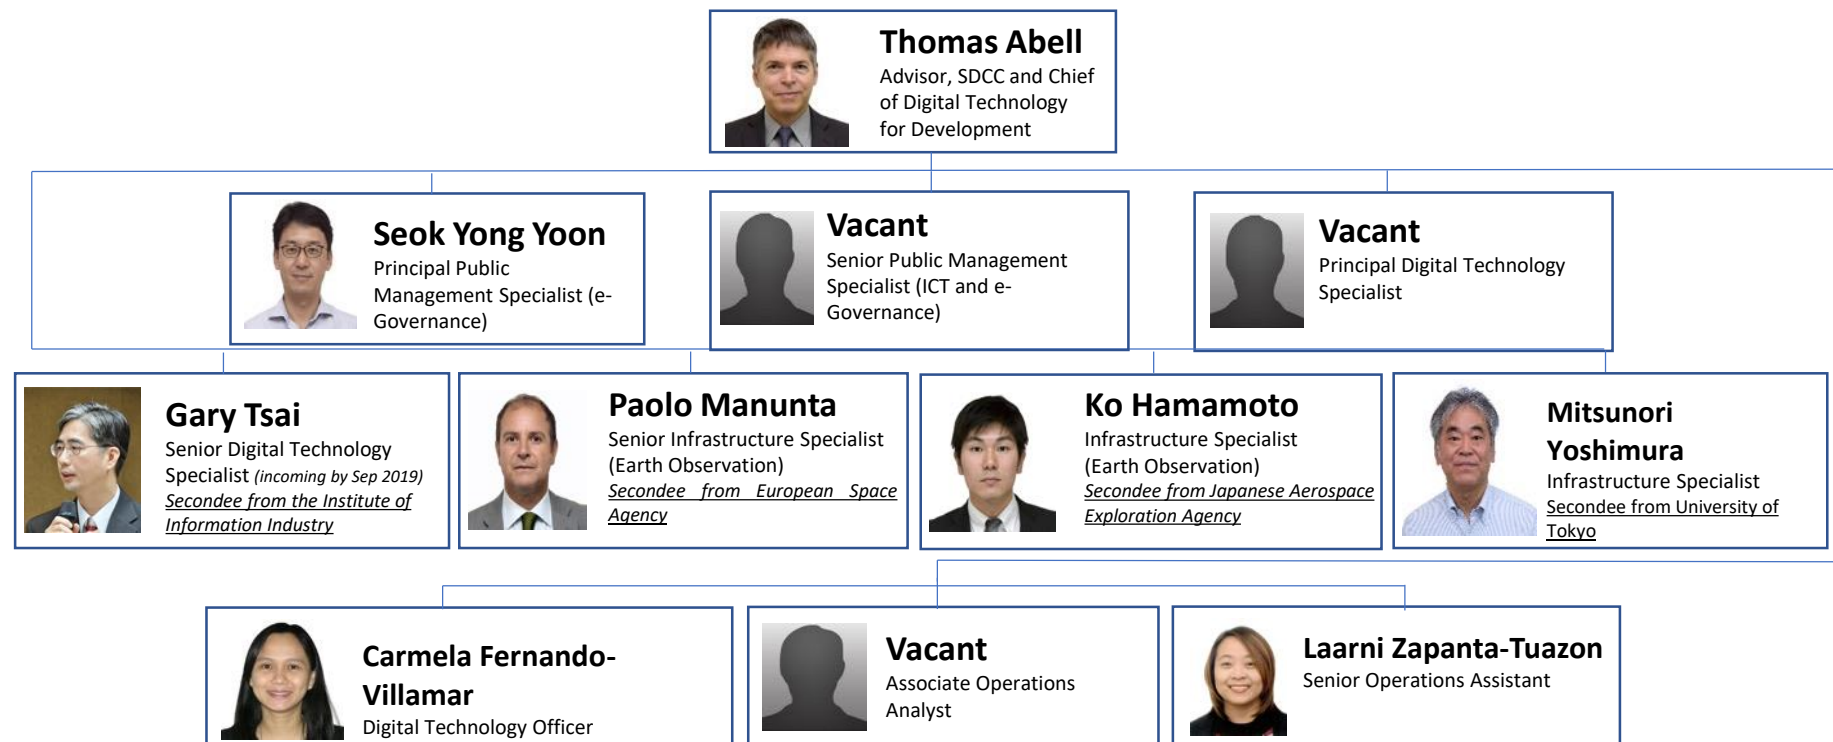 Thomas Abell
Advisor, SDCC and Chief
of Digital Technology
for Development
Seok Yong Yoon
Principal Public
Management Specialist (e-
Governance)
Vacant
Senior Public Management
Specialist (ICT and e-
Governance)
Vacant
Principal Digital Technology
Specialist
Gary Tsai
Senior Digital Technology
Specialist (incoming by Sep 2019)
Secondee from the Institute of
Information Industry
Paolo Manunta
Senior Infrastructure Specialist
(Earth Observation)
Secondee from European Space
Agency
Ko Hamamoto
Infrastructure Specialist
(Earth Observation)
Secondee from Japanese Aerospace
Exploration Agency
Mitsunori
Yoshimura
Infrastructure Specialist
Secondee from University of
Tokyo
Carmela Fernando-
Villamar
Digital Technology Officer
Vacant
Associate Operations
Analyst
Laarni Zapanta-Tuazon
Senior Operations Assistant